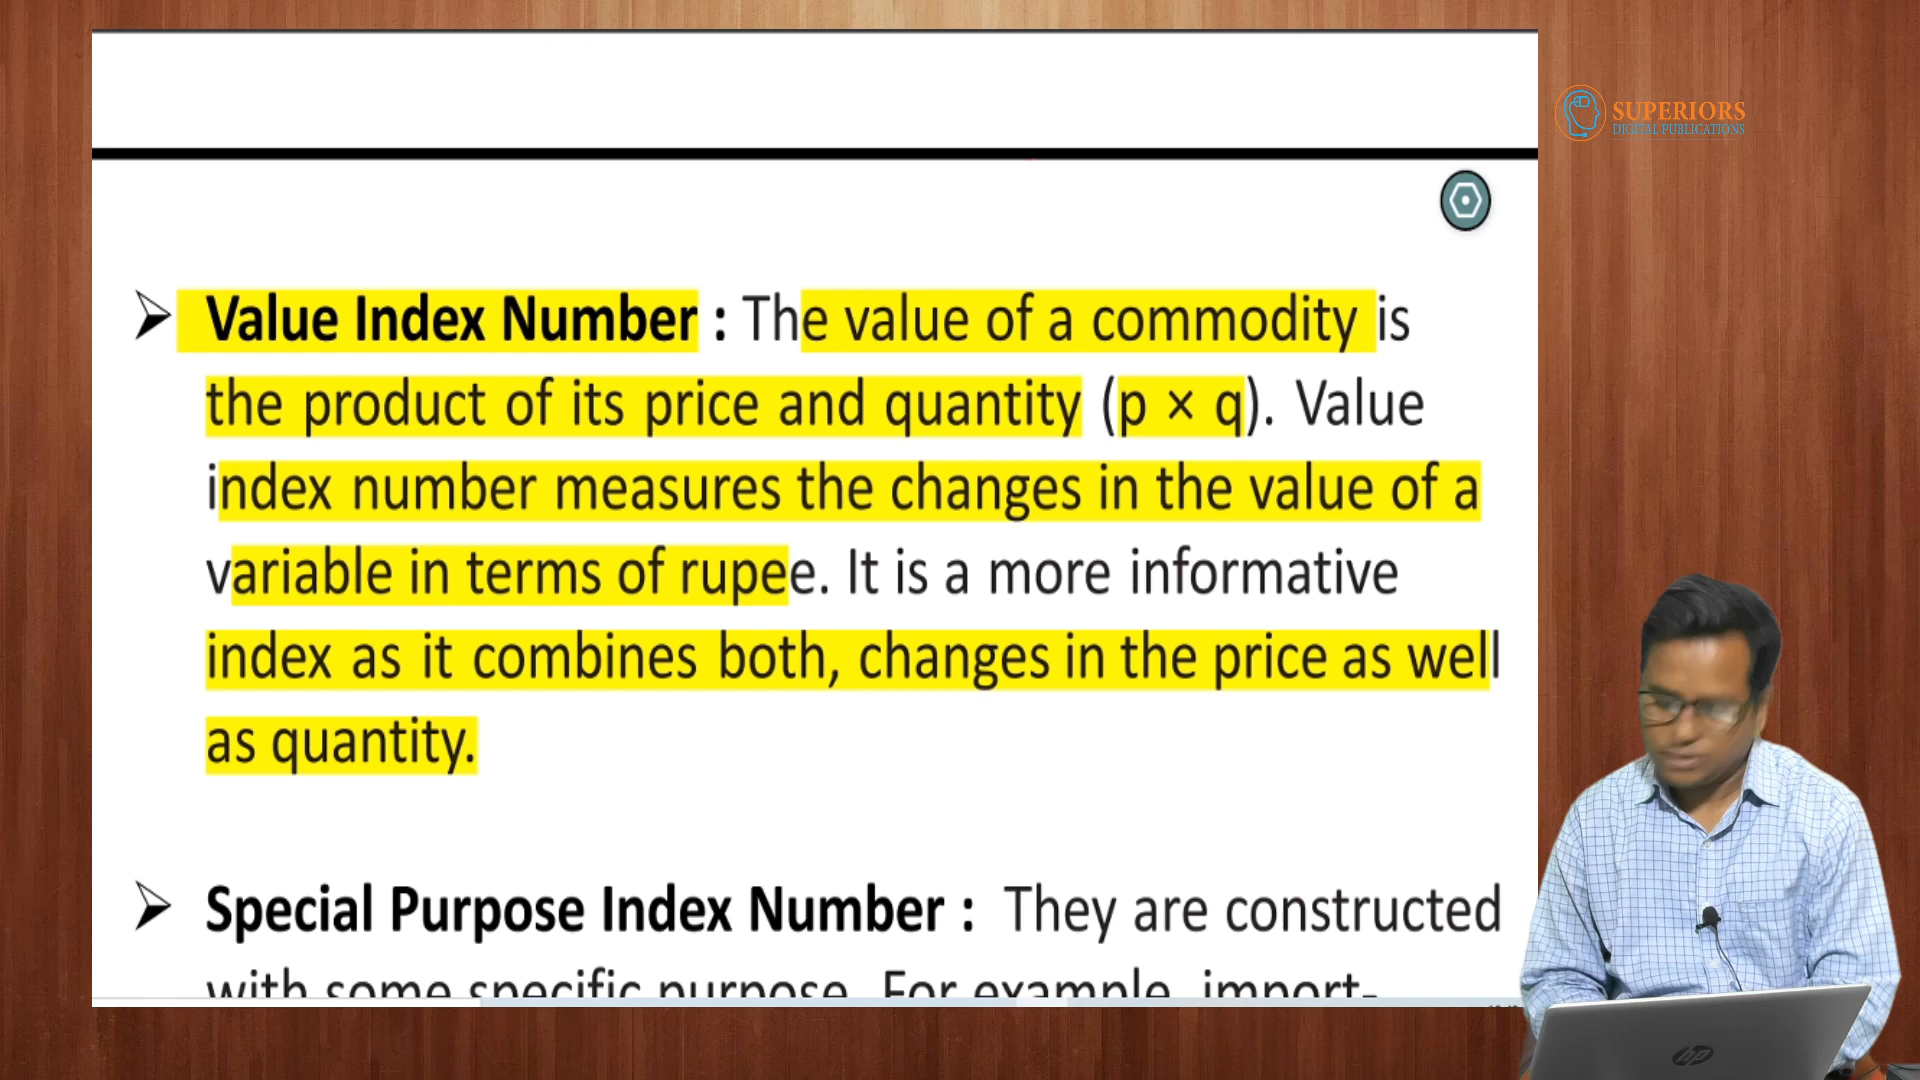 SUPERIORS
DIGITAL PUBLICATIONS
➢ Value Index Number : The value of a commodity is
the product of its price and quantity (p × q). Value
index number measures the changes in the value of a
variable in terms of rupee. It is a more informative
index as it combines both, changes in the price as well
as quantity.
➢ Special Purpose Index Number : They are constructed
with some specific purpose. For example, import-
hp